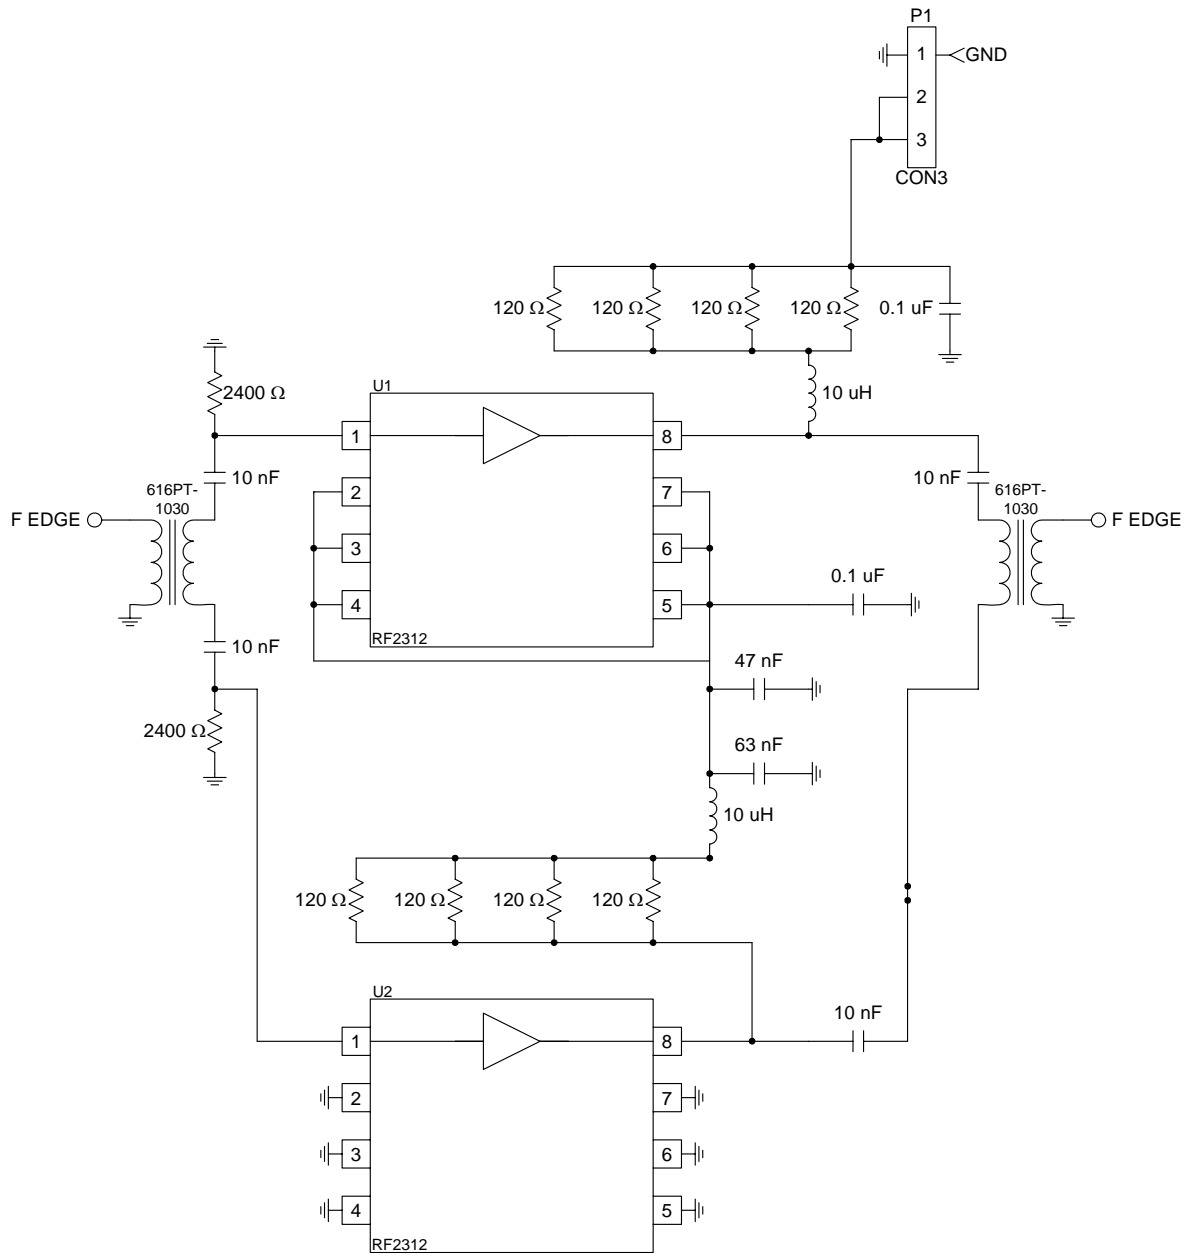 P1
1
GND
2
3
CON3
120 Ω
120 Ω
120 Ω
120 Ω
0.1 uF
2400 Ω
10 uH
U1
1
8
10 nF
10 nF
616PT-
1030
2
7
616PT-
1030
F EDGE
F EDGE
3
6
0.1 uF
4
5
RF2312
10 nF
47 nF
2400 Ω
63 nF
10 uH
120 Ω
120 Ω
120 Ω
120 Ω
U2
10 nF
1
8
2
7
3
6
4
5
RF2312